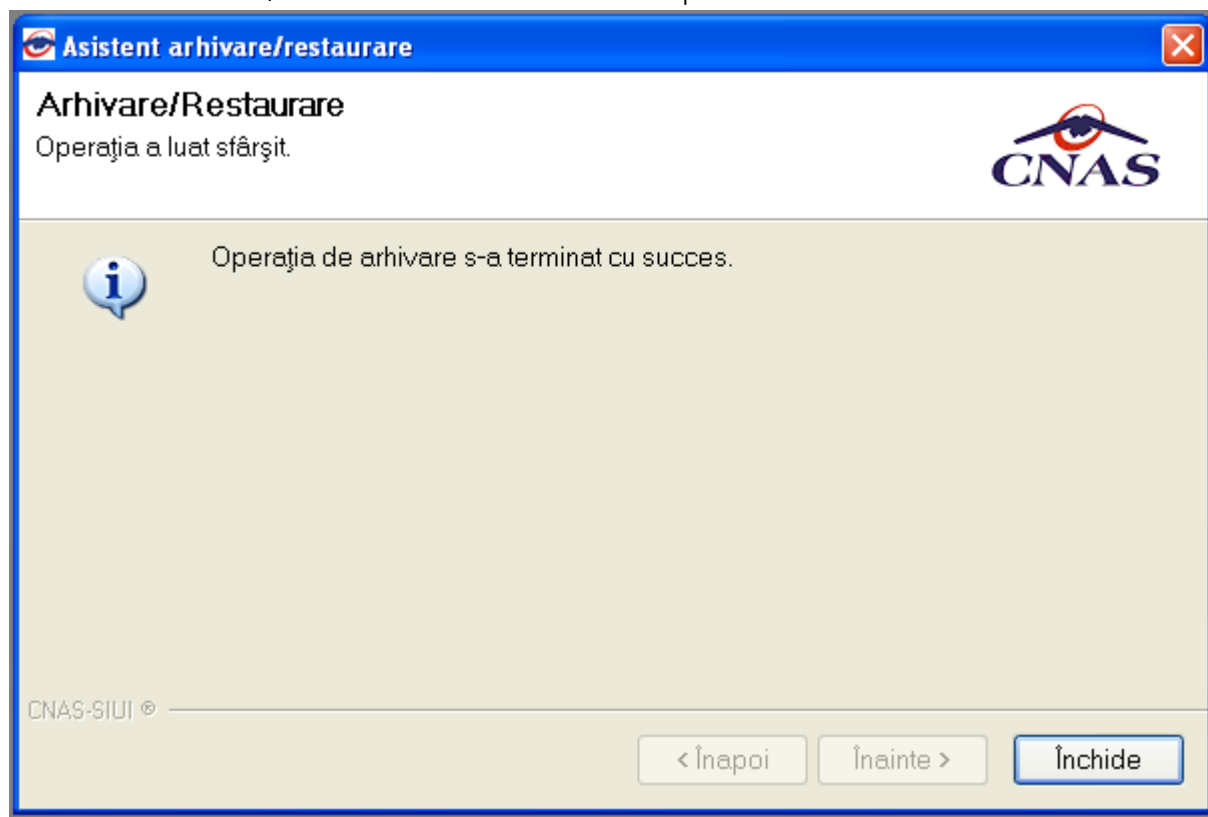 Asistent arhivare/restaurare
Arhivare/Restaurare
Operaţia a luat sfârşit.
CNAS
Operaţia de arhivare s-a terminat cu succes.
CNAS-SIUI ®
< Înapoi
Înainte >
Închide